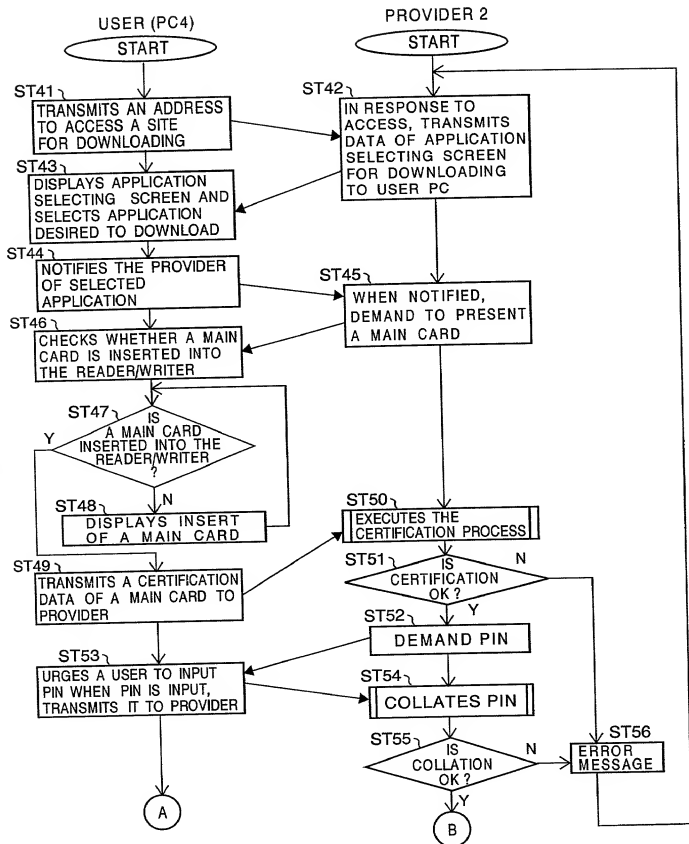 USER (PC4)
START
PROVIDER 2
START
ST41
TRANSMITS AN ADDRESS
TO ACCESS A SITE
FOR DOWNLOADING
ST42
IN RESPONSE TO
ACCESS, TRANSMITS
DATA OF APPLICATION
SELECTING SCREEN
FOR DOWNLOADING
TO USER PC
ST43
DISPLAYS APPLICATION
SELECTING SCREEN AND
SELECTS APPLICATION
DESIRED TO DOWNLOAD
ST44
NOTIFIES THE PROVIDER
OF SELECTED
APPLICATION
ST45
WHEN NOTIFIED,
DEMAND TO PRESENT
A MAIN CARD
ST46
CHECKS WHETHER A MAIN
CARD IS INSERTED INTO
THE READER/WRITER
ST47
IS
A MAIN CARD
INSERTED INTO THE
READER/WRITER
?
Y
N
ST48
DISPLAYS INSERT
OF A MAIN CARD
ST49
TRANSMITS A CERTIFICATION
DATA OF A MAIN CARD TO
PROVIDER
ST50
EXECUTES THE
CERTIFICATION PROCESS
ST51
IS
CERTIFICATION
OK?
N
Y
ST52
DEMAND PIN
ST53
URGES A USER TO INPUT
PIN WHEN PIN IS INPUT,
TRANSMITS IT TO PROVIDER
ST54
COLLATES PIN
ST55
IS
COLLATION
OK?
N
Y
ST56
ERROR
MESSAGE
A
B